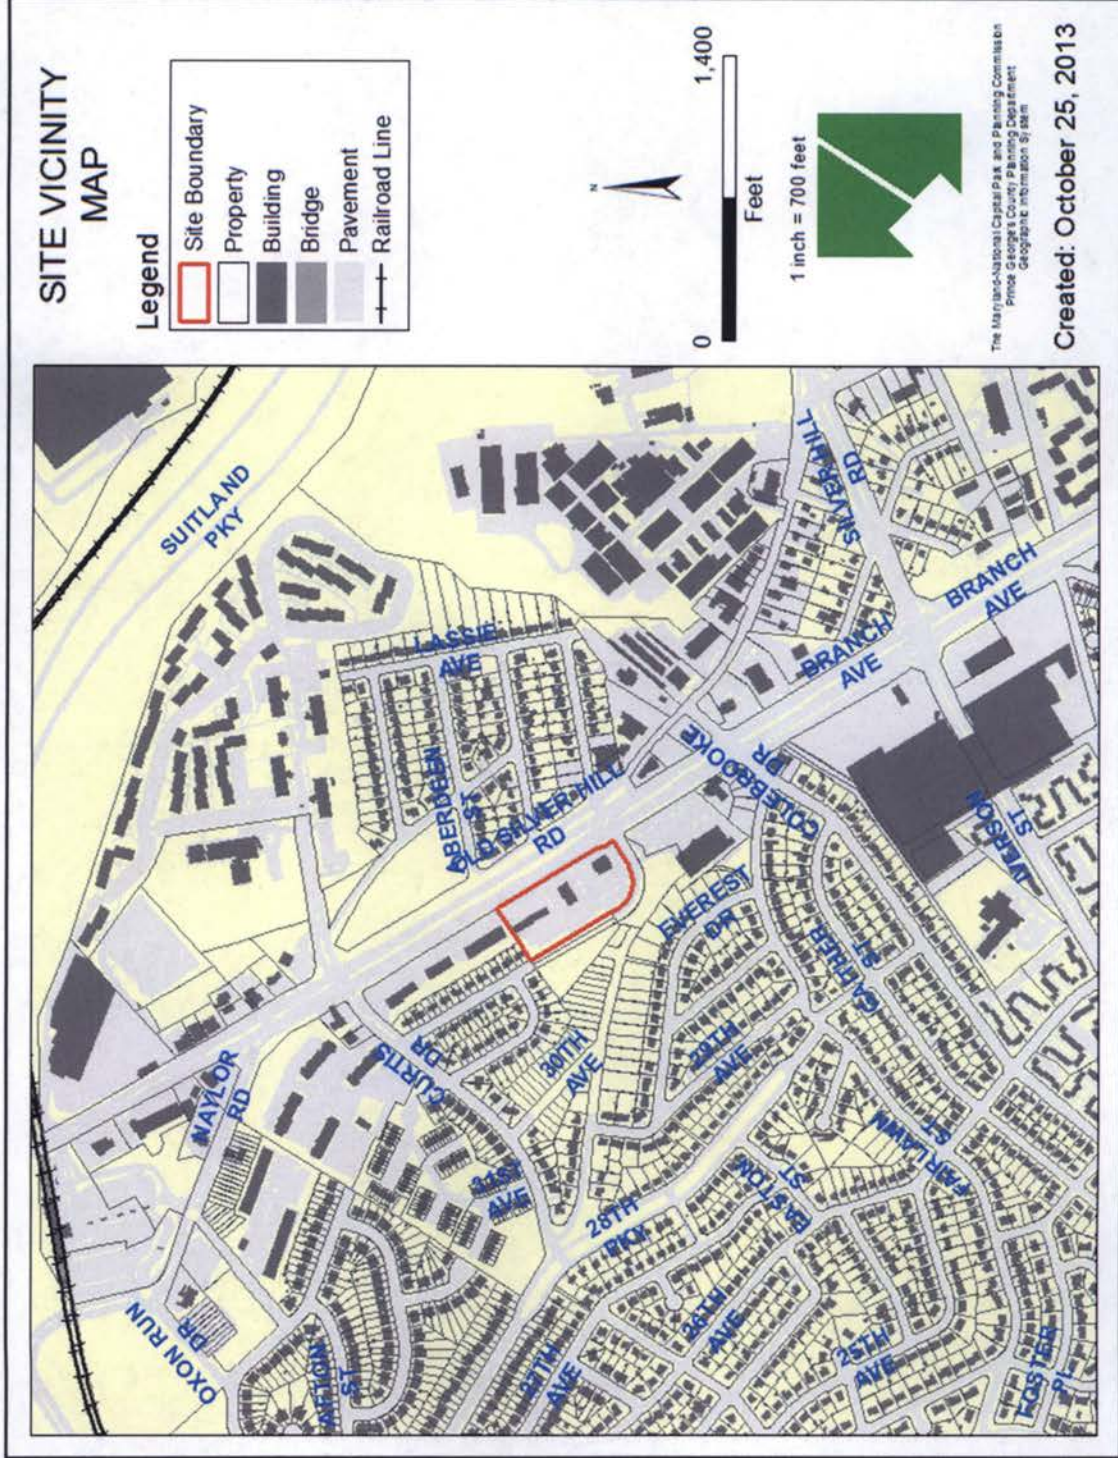 SITE VICINITY
MAP
Legend
Site Boundary
Property
Building
Bridge
Pavement
Railroad Line
N
0
1,400
Feet
1 inch = 700 feet
The Maryland-National Capital Park and Planning Commission
Prince George's County Planning Department
Geographic Information System
Created: October 25, 2013
SUITLAND
PKY
LASSIE
AVE
ABERDEEN
ST
OLD SILVER HILL
RD
SILVER HILL
RD
BRANCH
AVE
BRANCH
AVE
COLEBROOKE
DR
IVERSON
ST
EVEREST
DR
GAITHER
ST
NAYLOR
RD
CURTIS
DR
30TH
AVE
29TH
AVE
31ST
AVE
28TH
PKY
EASTON
ST
FAIRLAWN
ST
OXON RUN
DR
AFTON
ST
27TH
AVE
26TH
AVE
25TH
AVE
FOSTER
PL